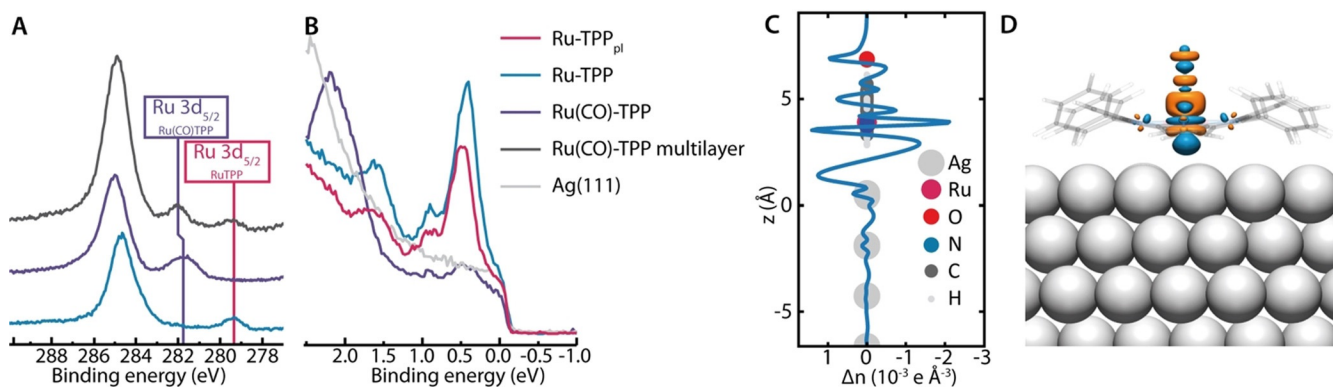 A
Ru 3d5/2
Ru(CO)TPP
Ru 3d5/2
RuTPP
288 286 284 282 280 278
Binding energy (eV)
B
Ru-TPPpl
Ru-TPP
Ru(CO)-TPP
Ru(CO)-TPP multilayer
Ag(111)
2.0 1.5 1.0 0.5 0.0 -0.5 -1.0
Binding energy (eV)
C
z (Å)
5
0
-5
Ag
Ru
O
N
C
H
1 0 -1 -2 -3
Δn (10-3 e Å-3)
D